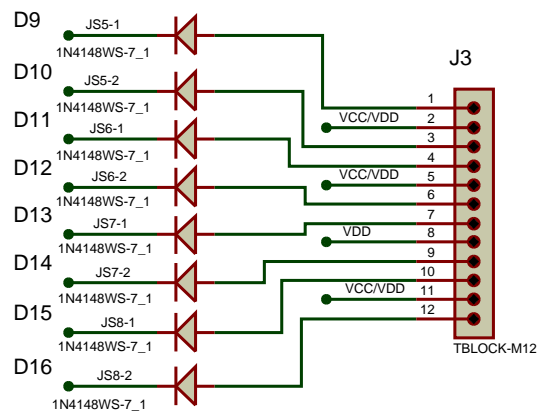 D9
JS5-1
1N4148WS-7_1
D10
JS5-2
1N4148WS-7_1
D11
JS6-1
1N4148WS-7_1
D12
JS6-2
1N4148WS-7_1
D13
JS7-1
1N4148WS-7_1
D14
JS7-2
1N4148WS-7_1
D15
JS8-1
1N4148WS-7_1
D16
JS8-2
1N4148WS-7_1
J3
1
VCC/VDD
2
3
4
VCC/VDD
5
6
7
VDD
8
9
10
VCC/VDD
11
12
TBLOCK-M12